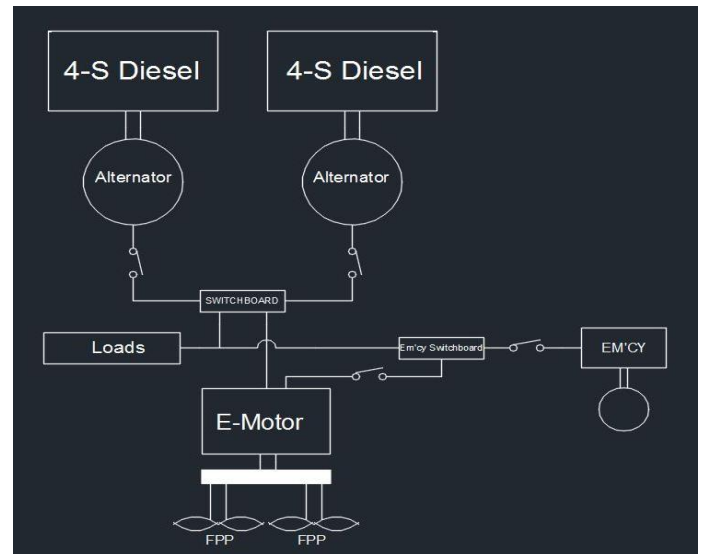 4-S Diesel
4-S Diesel
Alternator
Alternator
SWITCHBOARD
Loads
Em'cy Switchboard
EM'CY
E-Motor
FPP
FPP